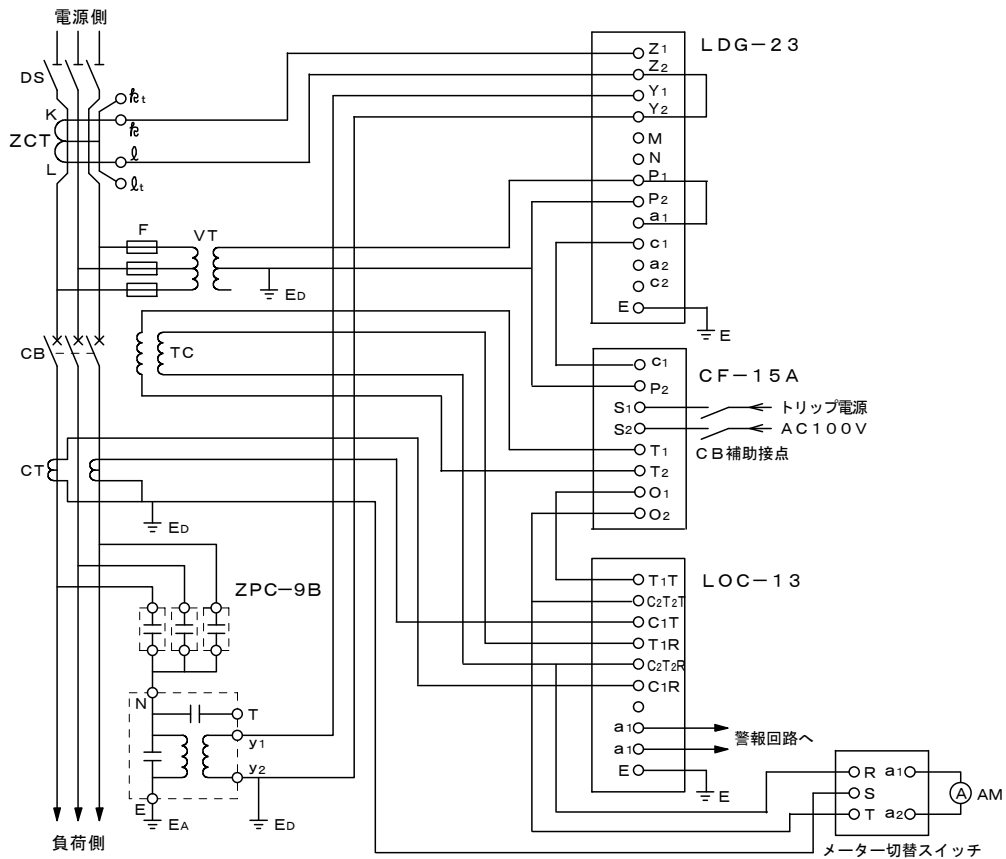 電源側
DS
K
ZCT
L
kt
k
ℓ
ℓt
F
VT
ED
CB
TC
CT
ED
ZPC−9B
N
T
y1
y2
E
EA
ED
負荷側
LDG−23
Z1
Z2
Y1
Y2
M
N
P1
P2
a1
c1
a2
c2
E
E
CF−15A
c1
P2
S1
トリップ電源
S2
AC100V
CB補助接点
T1
T2
O1
O2
LOC−13
T1T
C2T2T
C1T
T1R
C2T2R
C1R
a1
警報回路へ
a1
E
E
R a1
S
T a2
A
AM
メーター切替スイッチ